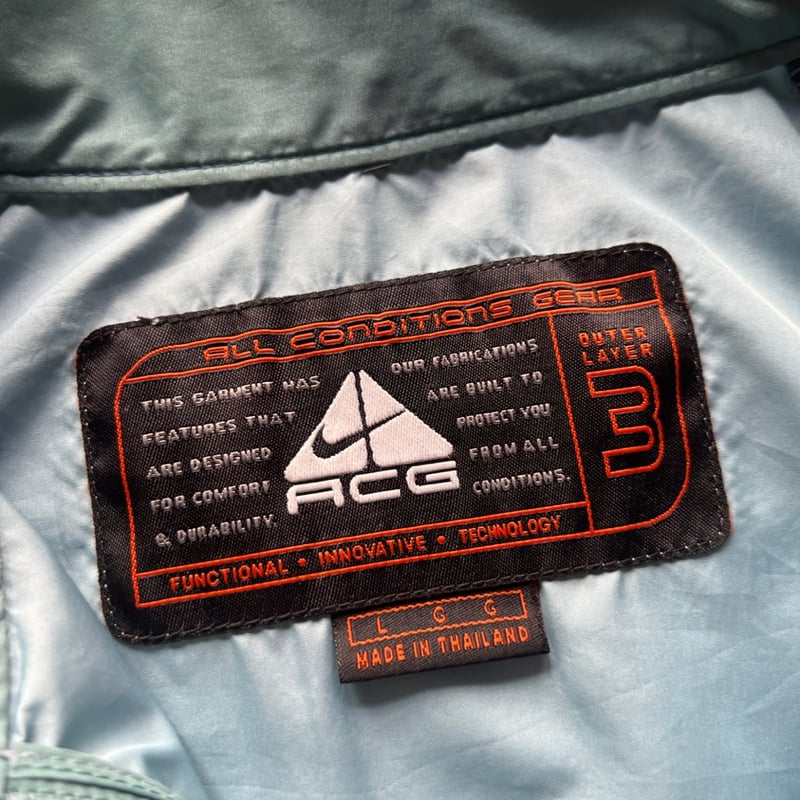 ALL CONDITIONS GEAR
THIS GARMENT HAS
FEATURES THAT
ARE DESIGNED
FOR COMFORT
& DURABILITY.
ACG
OUR FABRICATIONS
ARE BUILT TO
PROTECT YOU
FROM ALL
CONDITIONS.
OUTER
LAYER
3
FUNCTIONAL • INNOVATIVE • TECHNOLOGY
L G G
MADE IN THAILAND